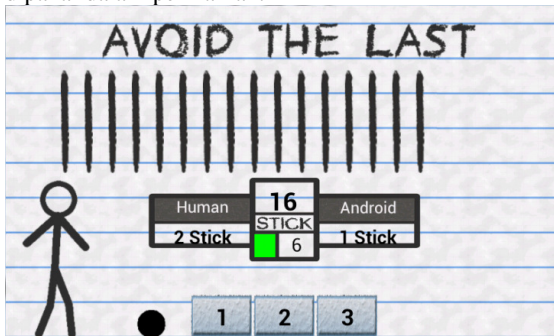 AVOID THE LAST
16
Human
Android
STICK
2 Stick
6
1 Stick
1
2
3